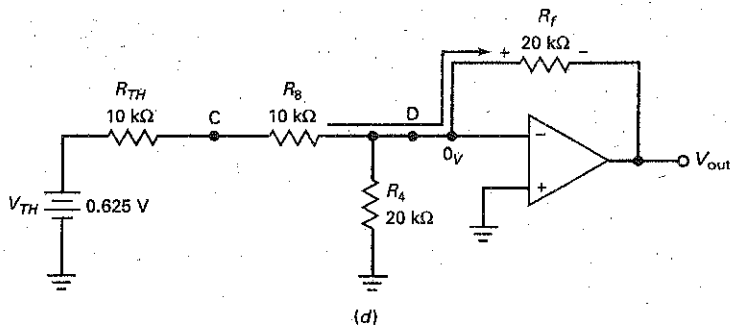 R_f
+ 20 kΩ −
R_TH
10 kΩ
C
R_8
10 kΩ
D
0_V
−
+
V_out
V_TH
0.625 V
R_4
20 kΩ
(d)